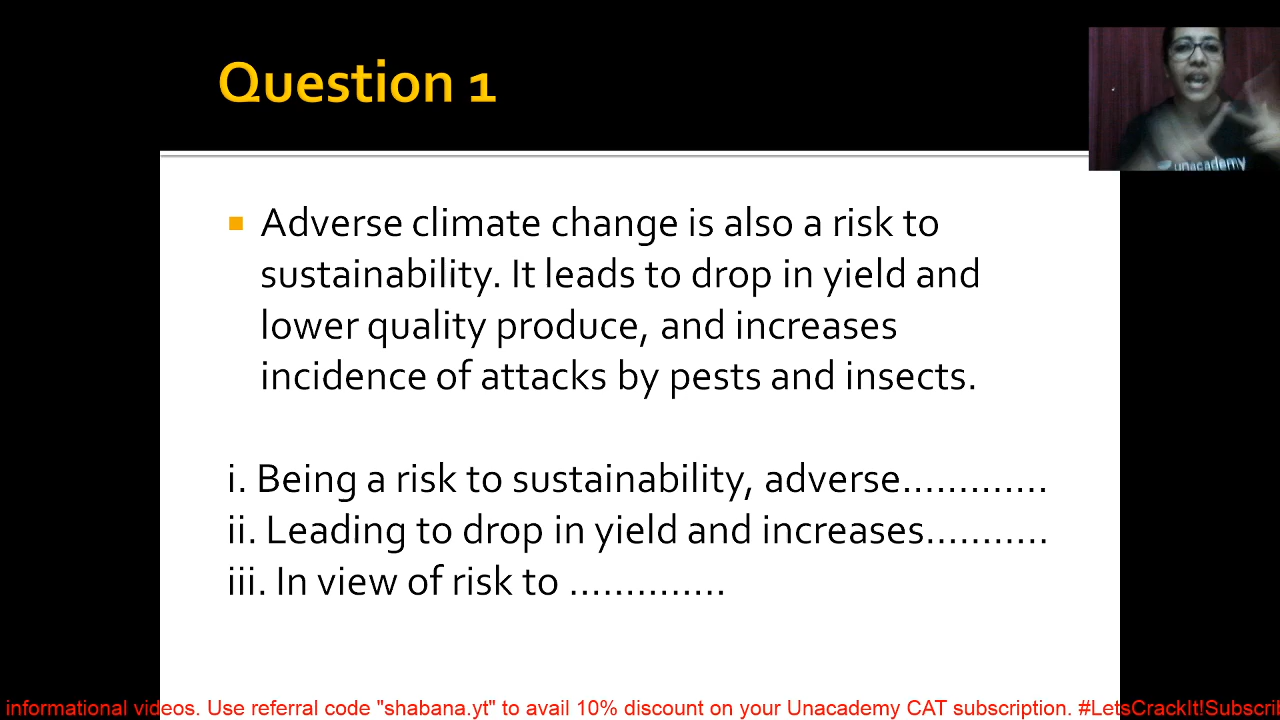 Question 1
Adverse climate change is also a risk to
sustainability. It leads to drop in yield and
lower quality produce, and increases
incidence of attacks by pests and insects.
i. Being a risk to sustainability, adverse.............
ii. Leading to drop in yield and increases...........
iii. In view of risk to ..............
unacademy
informational videos. Use referral code "shabana.yt" to avail 10% discount on your Unacademy CAT subscription. #LetsCrackIt!Subscri